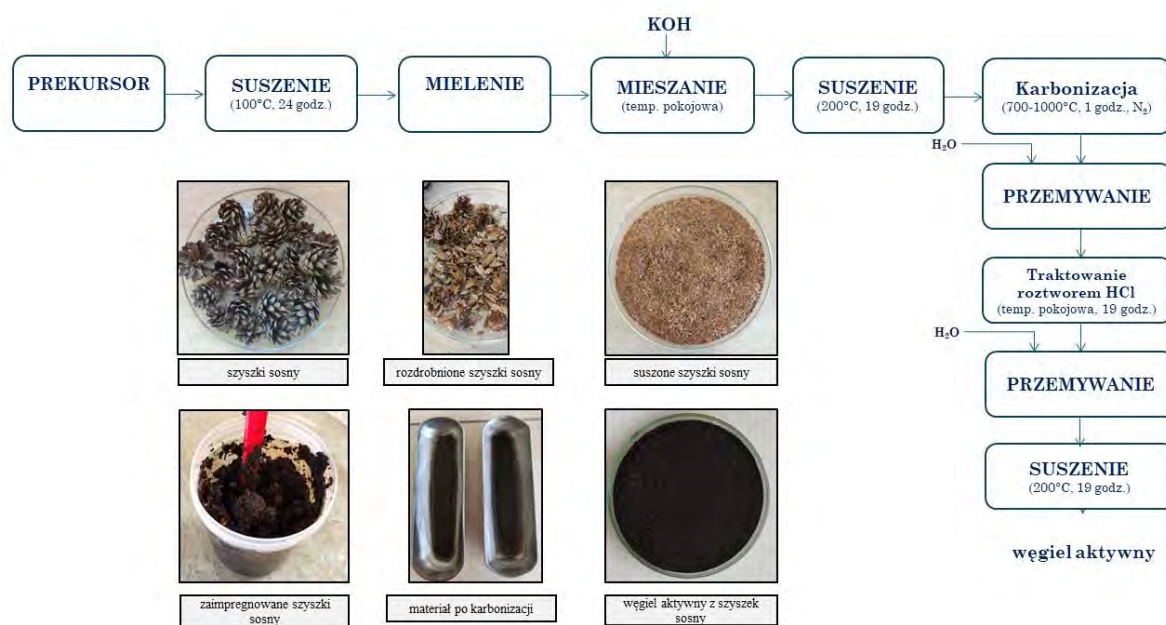 KOH
PREKURSOR
SUSZENIE
(100°C, 24 godz.)
MIELENIE
MIESZANIE
(temp. pokojowa)
SUSZENIE
(200°C, 19 godz.)
Karbonizacja
(700-1000°C, 1 godz., N₂)
H₂O
PRZEMYWANIE
Traktowanie
roztworem HCl
(temp. pokojowa, 19 godz.)
H₂O
PRZEMYWANIE
SUSZENIE
(200°C, 19 godz.)
węgiel aktywny
szyszki sosny
rozdrobnione szyszki sosny
suszone szyszki sosny
zaimpregnowane szyszki
sosny
materiał po karbonizacji
węgiel aktywny z szyszek
sosny